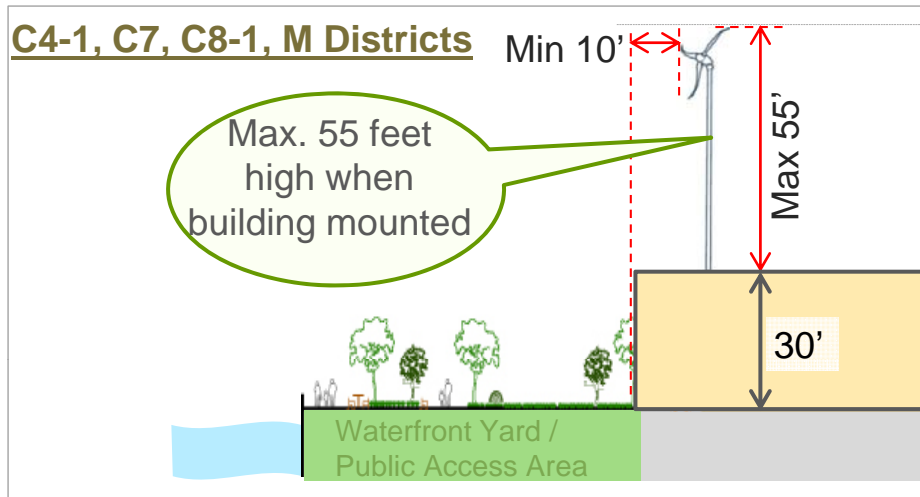 C4-1, C7, C8-1, M Districts
Min 10’
Max. 55 feet
high when
building mounted
Max 55’
30’
Waterfront Yard /
Public Access Area